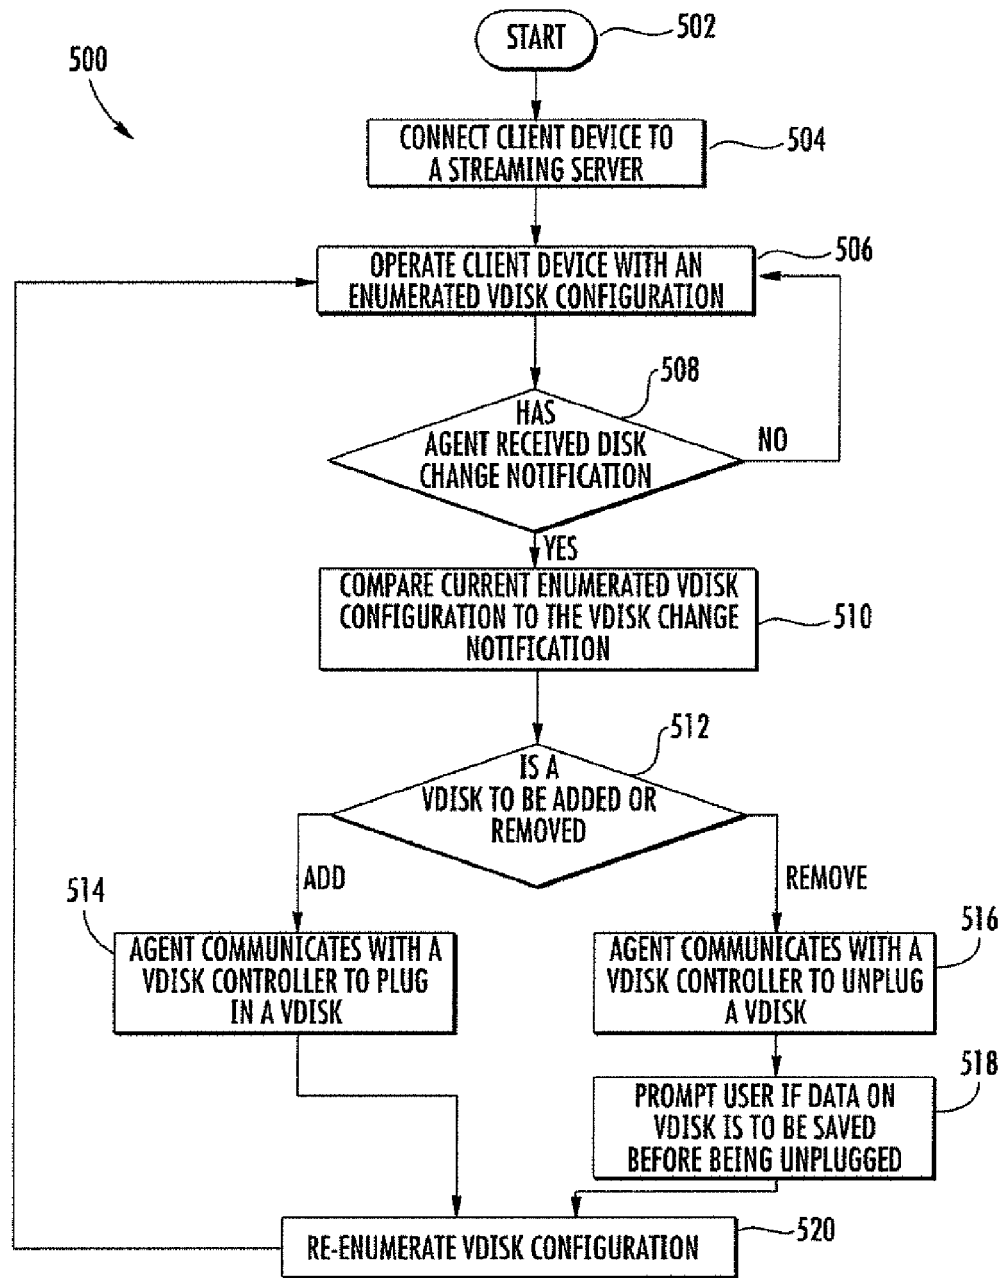 500
START
502
CONNECT CLIENT DEVICE TO
A STREAMING SERVER
504
OPERATE CLIENT DEVICE WITH AN
ENUMERATED VDISK CONFIGURATION
506
HAS
AGENT RECEIVED DISK
CHANGE NOTIFICATION
508
NO
YES
COMPARE CURRENT ENUMERATED VDISK
CONFIGURATION TO THE VDISK CHANGE
NOTIFICATION
510
IS A
VDISK TO BE ADDED OR
REMOVED
512
ADD
REMOVE
514
AGENT COMMUNICATES WITH A
VDISK CONTROLLER TO PLUG
IN A VDISK
516
AGENT COMMUNICATES WITH A
VDISK CONTROLLER TO UNPLUG
A VDISK
518
PROMPT USER IF DATA ON
VDISK IS TO BE SAVED
BEFORE BEING UNPLUGGED
RE-ENUMERATE VDISK CONFIGURATION
520